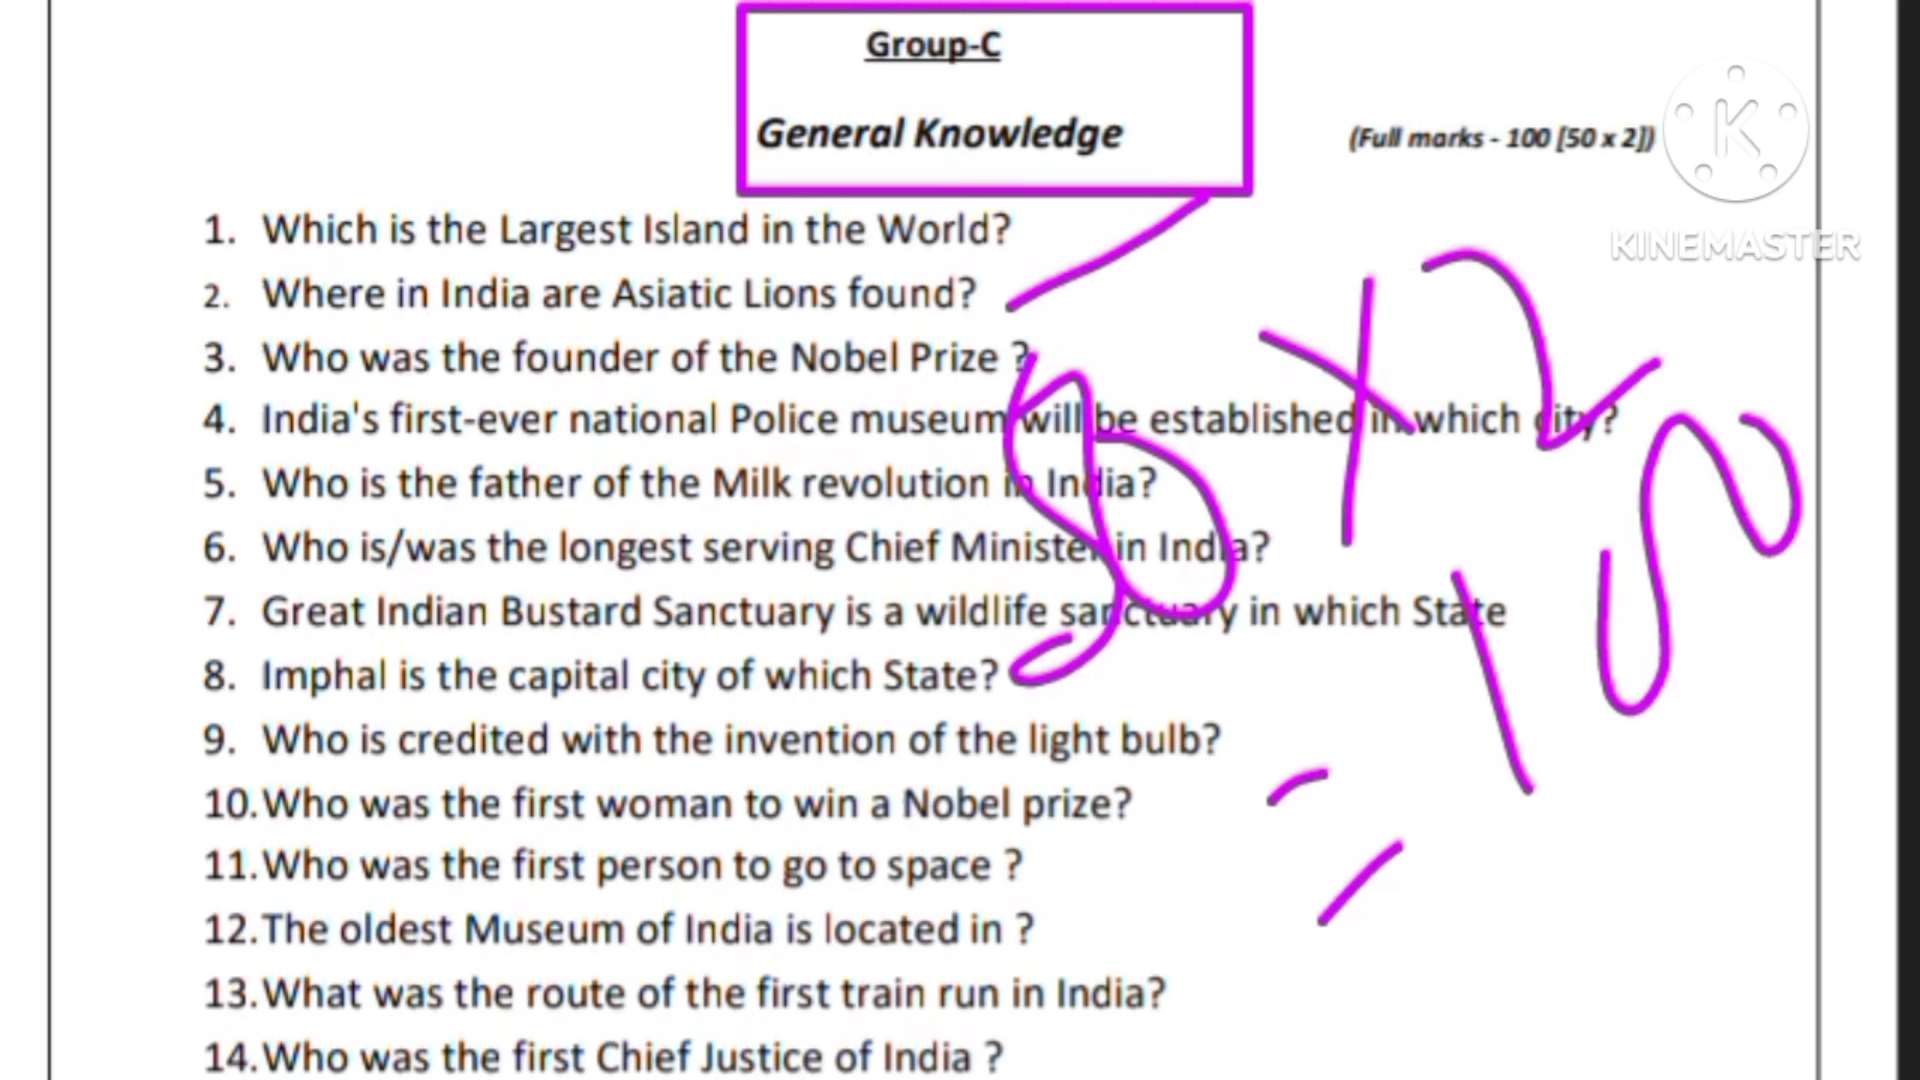 Group-C
General Knowledge
(Full marks - 100 [50 x 2])
K
KINEMASTER
1. Which is the Largest Island in the World?
2. Where in India are Asiatic Lions found?
3. Who was the founder of the Nobel Prize ?
4. India's first-ever national Police museum will be established in which city?
5. Who is the father of the Milk revolution in India?
6. Who is/was the longest serving Chief Minister in India?
7. Great Indian Bustard Sanctuary is a wildlife sanctuary in which State
8. Imphal is the capital city of which State?
9. Who is credited with the invention of the light bulb?
10. Who was the first woman to win a Nobel prize?
11. Who was the first person to go to space ?
12. The oldest Museum of India is located in ?
13. What was the route of the first train run in India?
14. Who was the first Chief Justice of India ?